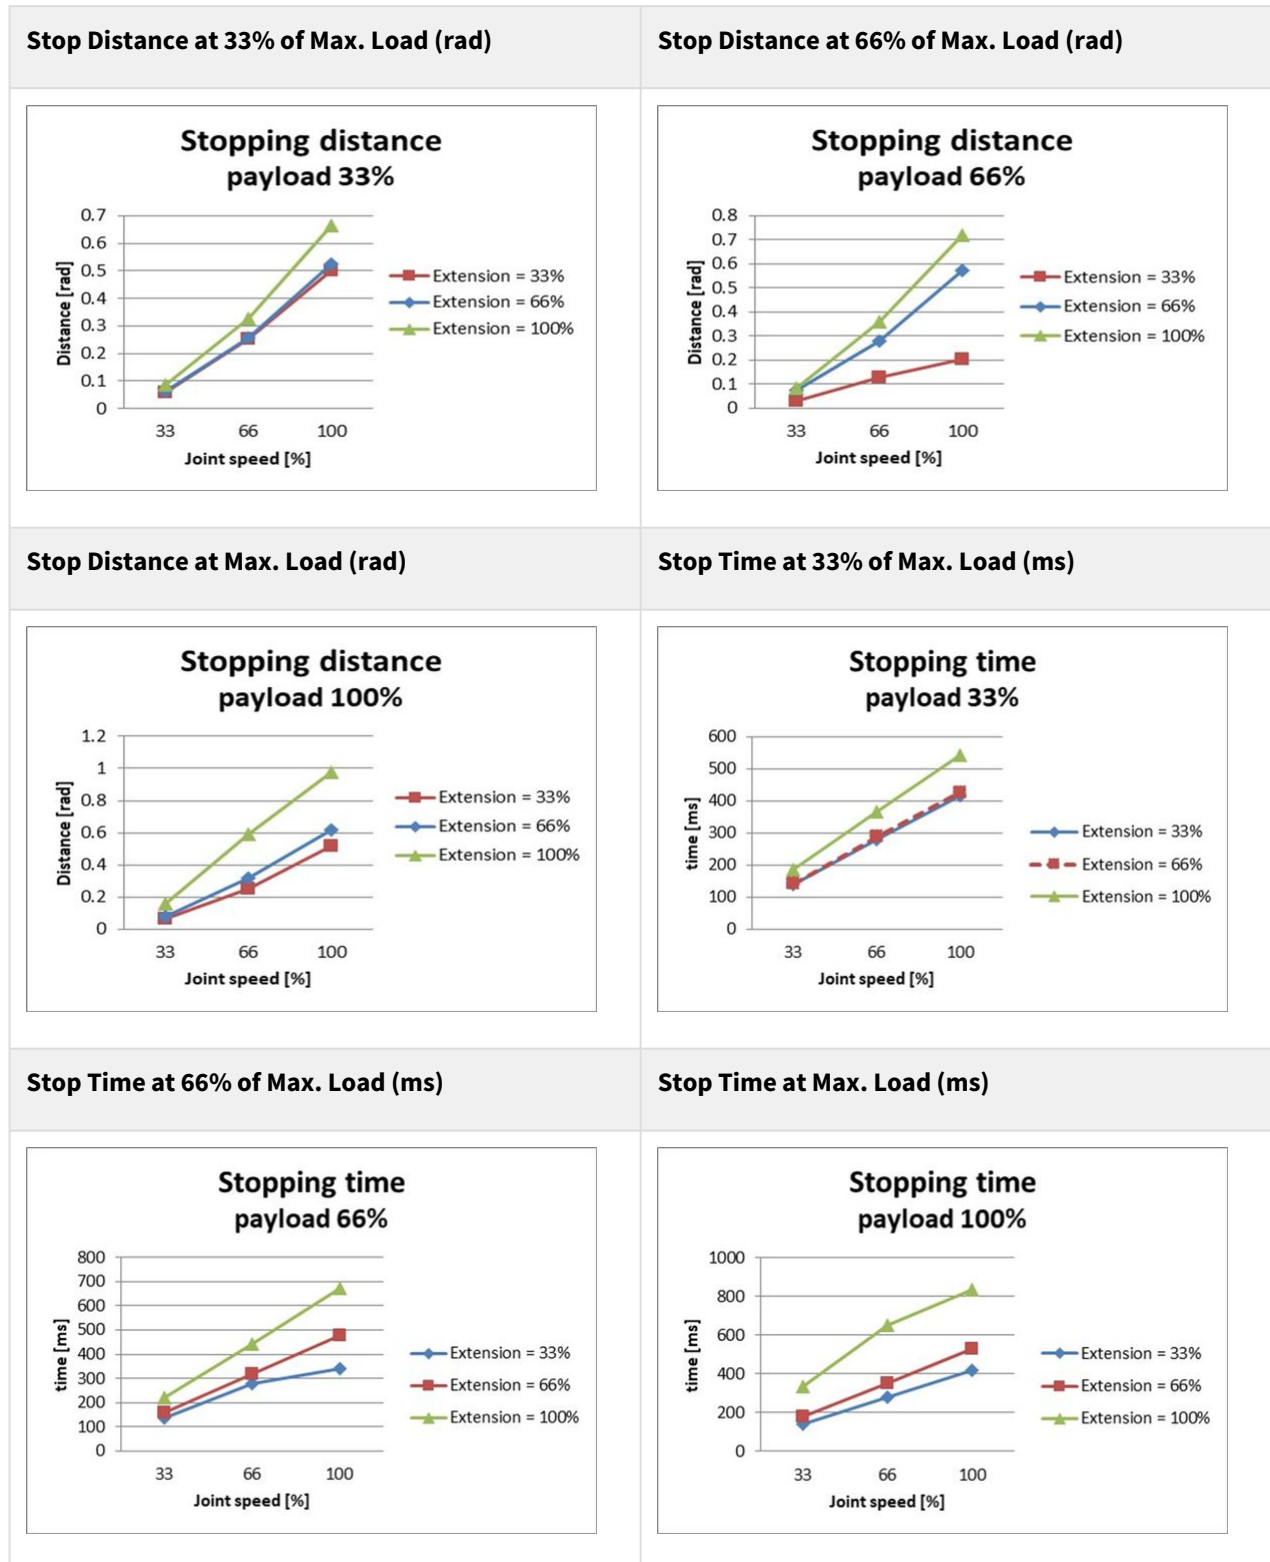 Stop Distance at 33% of Max. Load (rad)
Stop Distance at 66% of Max. Load (rad)
Stopping distance
payload 33%
0.7
0.6
0.5
0.4
0.3
0.2
0.1
0
Distance [rad]
33 66 100
Joint speed [%]
Extension = 33%
Extension = 66%
Extension = 100%
Stopping distance
payload 66%
0.8
0.7
0.6
0.5
0.4
0.3
0.2
0.1
0
Distance [rad]
33 66 100
Joint speed [%]
Extension = 33%
Extension = 66%
Extension = 100%
Stop Distance at Max. Load (rad)
Stop Time at 33% of Max. Load (ms)
Stopping distance
payload 100%
1.2
1
0.8
0.6
0.4
0.2
0
Distance [rad]
33 66 100
Joint speed [%]
Extension = 33%
Extension = 66%
Extension = 100%
Stopping time
payload 33%
600
500
400
300
200
100
0
time [ms]
33 66 100
Joint speed [%]
Extension = 33%
Extension = 66%
Extension = 100%
Stop Time at 66% of Max. Load (ms)
Stop Time at Max. Load (ms)
Stopping time
payload 66%
800
700
600
500
400
300
200
100
0
time [ms]
33 66 100
Joint speed [%]
Extension = 33%
Extension = 66%
Extension = 100%
Stopping time
payload 100%
1000
800
600
400
200
0
time [ms]
33 66 100
Joint speed [%]
Extension = 33%
Extension = 66%
Extension = 100%